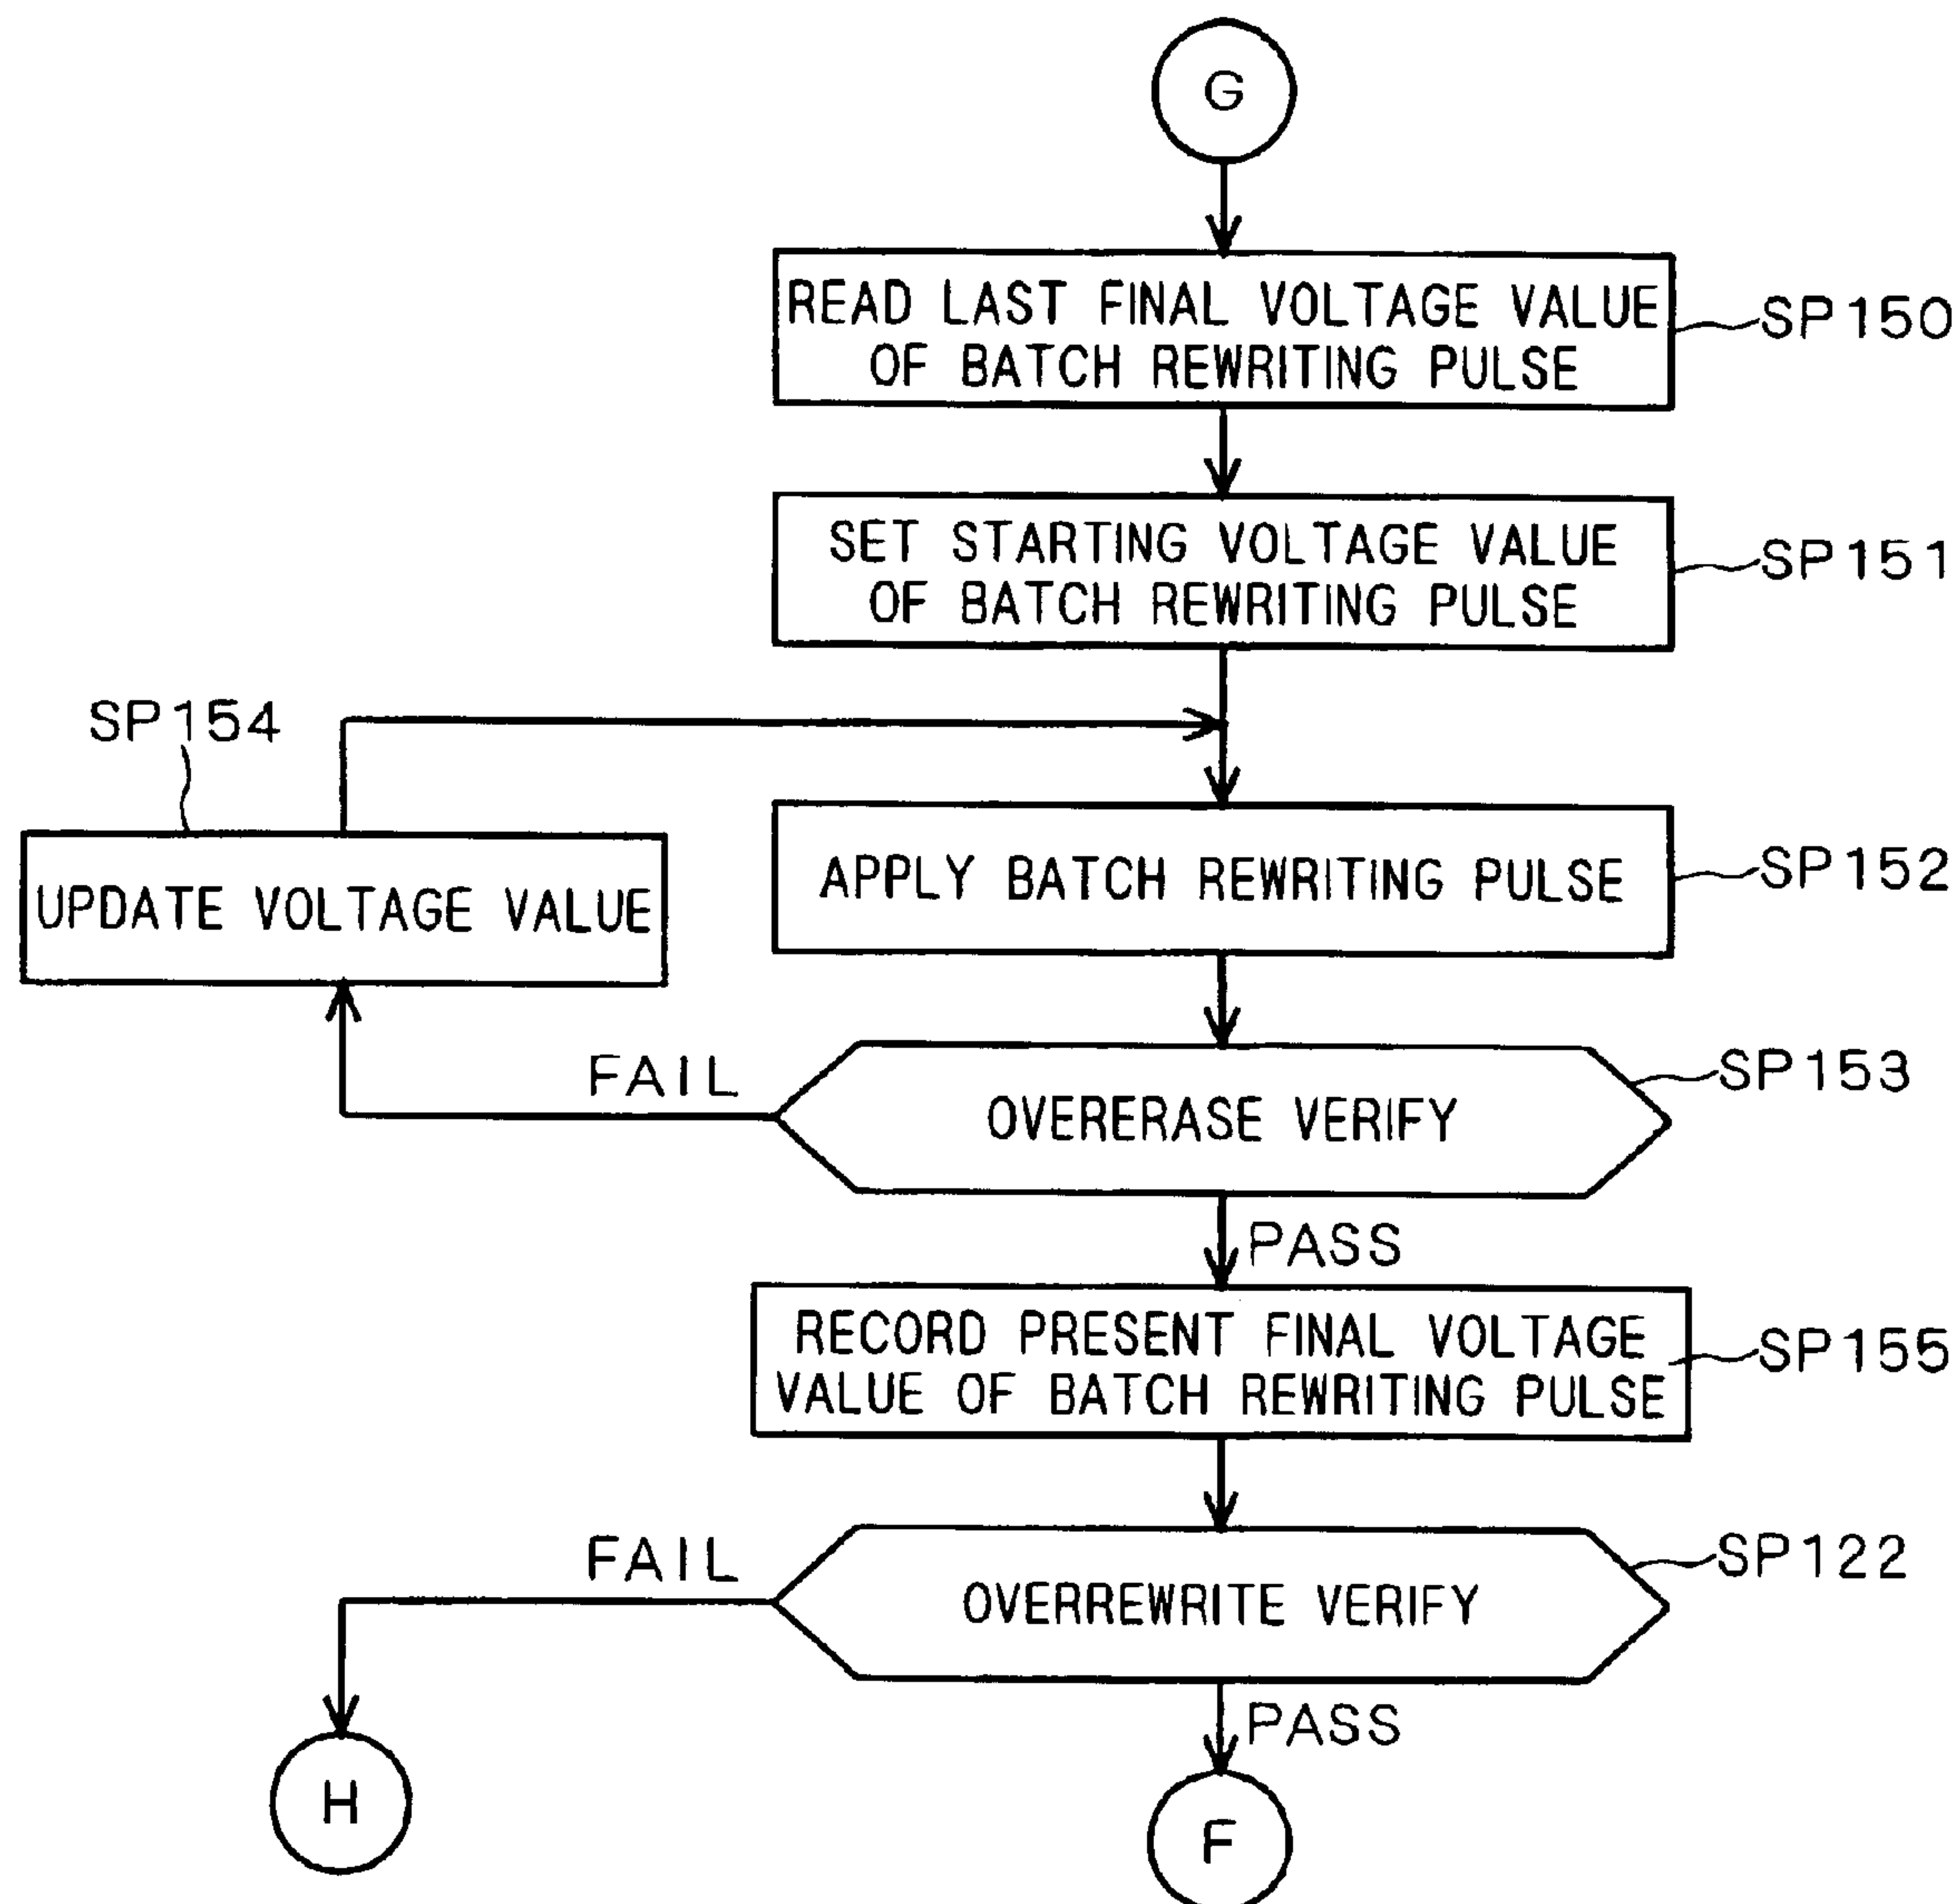 G
READ LAST FINAL VOLTAGE VALUE
OF BATCH REWRITING PULSE
SP150
SET STARTING VOLTAGE VALUE
OF BATCH REWRITING PULSE
SP151
SP154
UPDATE VOLTAGE VALUE
APPLY BATCH REWRITING PULSE
SP152
FAIL
OVERERASE VERIFY
SP153
PASS
RECORD PRESENT FINAL VOLTAGE
VALUE OF BATCH REWRITING PULSE
SP155
FAIL
OVERREWRITE VERIFY
SP122
PASS
H
F